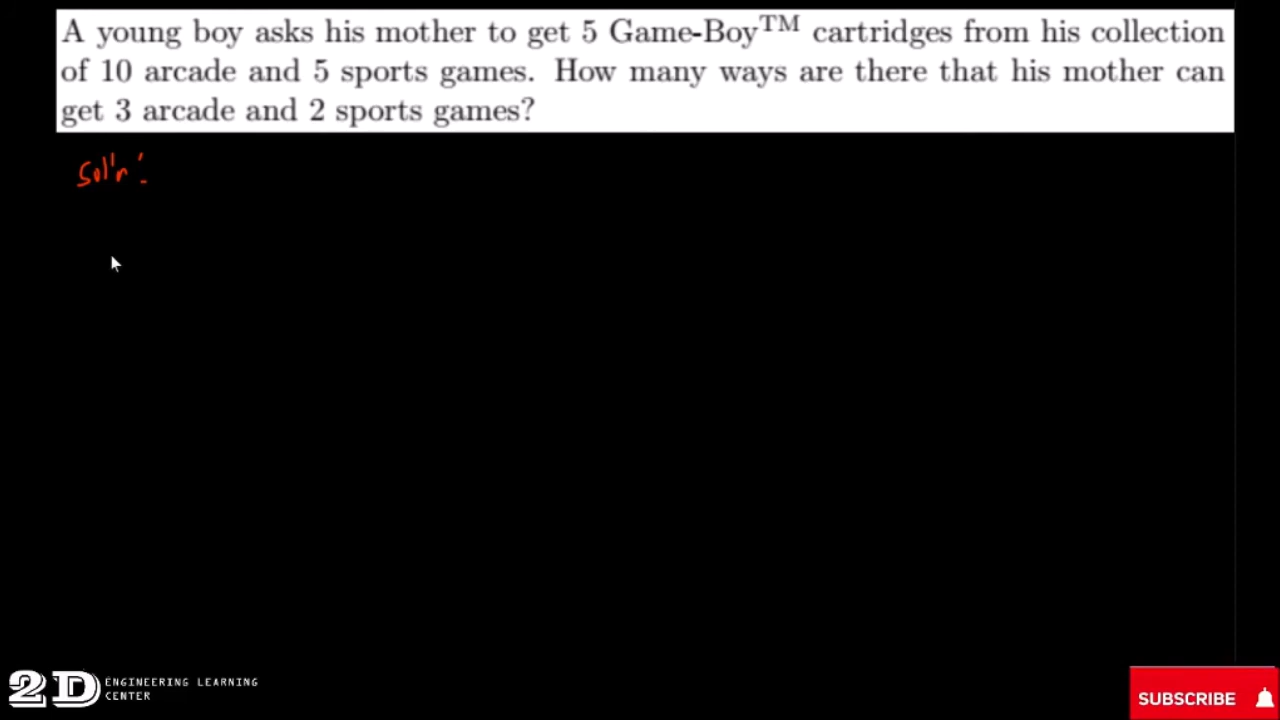 A young boy asks his mother to get 5 Game-Boy™ cartridges from his collection
of 10 arcade and 5 sports games. How many ways are there that his mother can
get 3 arcade and 2 sports games?
Sol'n:
2D ENGINEERING LEARNING
CENTER
SUBSCRIBE